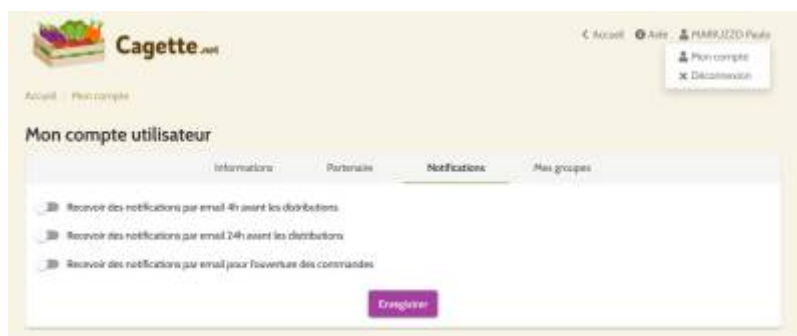 Cagette.net
Accueil Aide MARIUZZO Paula
Mon compte
Déconnexion
Accueil / Mon compte
Mon compte utilisateur
Informations Partenaire Notifications Mes groupes
Recevoir des notifications par email 4h avant les distributions
Recevoir des notifications par email 24h avant les distributions
Recevoir des notifications par email pour l'ouverture des commandes
Enregistrer